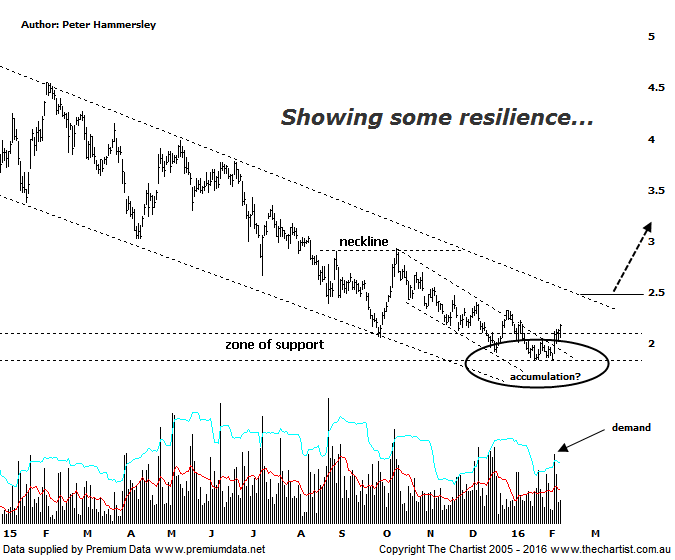 Author: Peter Hammersley
5
4.5
Showing some resilience...
4
3.5
neckline
3
2.5
zone of support
2
accumulation?
demand
15 F M A M J J A S O N D 16 F M
Data supplied by Premium Data www.premiumdata.net
Copyright The Chartist 2005 - 2016 www.thechartist.com.au